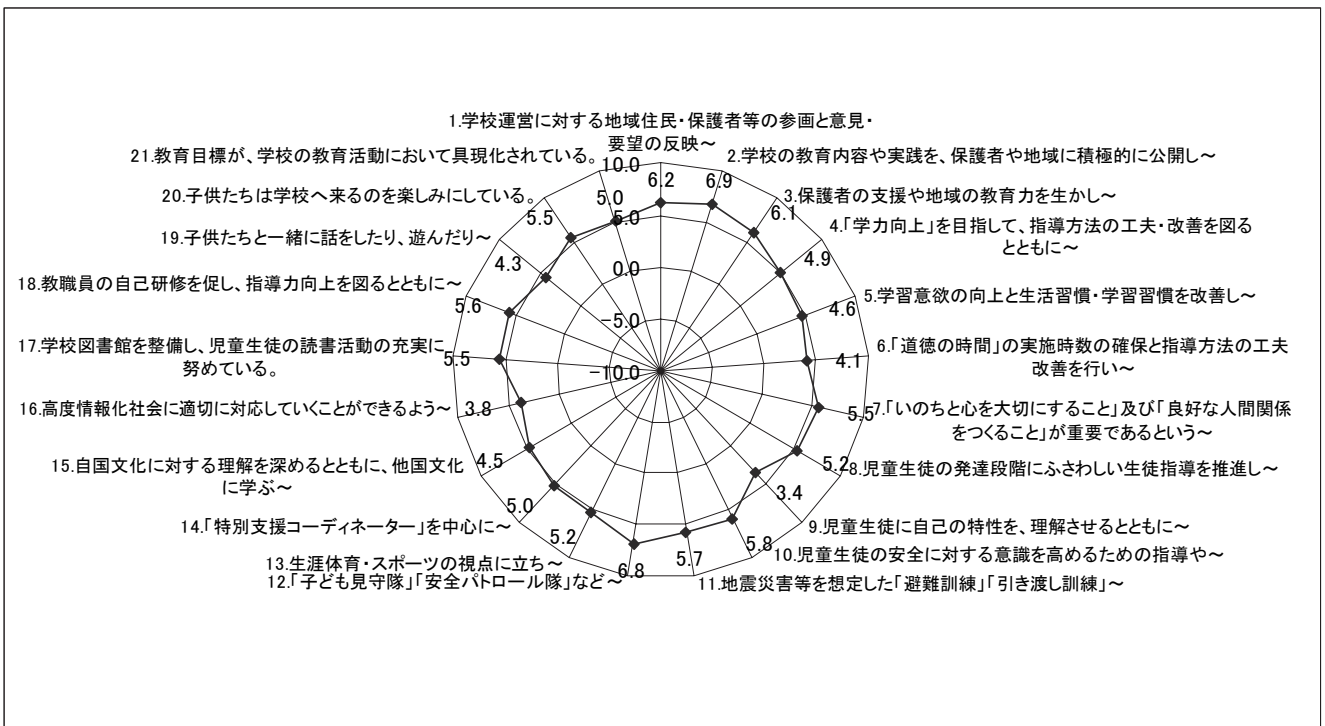 1.学校運営に対する地域住民・保護者等の参画と意見・
要望の反映～
2.学校の教育内容や実践を、保護者や地域に積極的に公開し～
3.保護者の支援や地域の教育力を生かし～
4.「学力向上」を目指して、指導方法の工夫・改善を図る
とともに～
5.学習意欲の向上と生活習慣・学習習慣を改善し～
6.「道徳の時間」の実施時数の確保と指導方法の工夫
改善を行い～
7.「いのちと心を大切にすること」及び「良好な人間関係
をつくること」が重要であるという～
8.児童生徒の発達段階にふさわしい生徒指導を推進し～
9.児童生徒に自己の特性を、理解させるとともに～
10.児童生徒の安全に対する意識を高めるための指導や～
11.地震災害等を想定した「避難訓練」「引き渡し訓練」～
12.「子ども見守隊」「安全パトロール隊」など～
13.生涯体育・スポーツの視点に立ち～
14.「特別支援コーディネーター」を中心に～
15.自国文化に対する理解を深めるとともに、他国文化
に学ぶ～
16.高度情報化社会に適切に対応していくことができるよう～
17.学校図書館を整備し、児童生徒の読書活動の充実に
努めている。
18.教職員の自己研修を促し、指導力向上を図るとともに～
19.子供たちと一緒に話をしたり、遊んだり～
20.子供たちは学校へ来るのを楽しみにしている。
21.教育目標が、学校の教育活動において具現化されている。
10.0
5.0
0.0
-5.0
-10.0
6.2
6.9
6.1
4.9
4.6
4.1
5.5
5.2
3.4
5.8
5.7
6.8
5.2
5.0
4.5
3.8
5.5
5.6
4.3
5.5
5.0